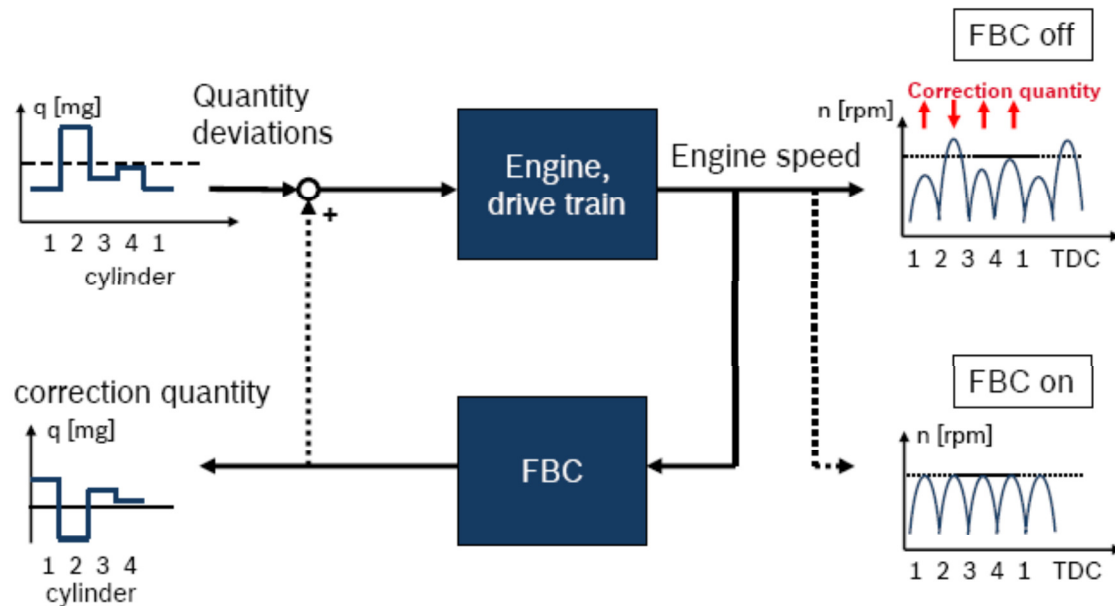 FBC off
q [mg]
Quantity
deviations
1 2 3 4 1
cylinder
+
Engine,
drive train
Engine speed
Correction quantity
n [rpm]
1 2 3 4 1 TDC
correction quantity
q [mg]
1 2 3 4
cylinder
FBC
FBC on
n [rpm]
1 2 3 4 1 TDC